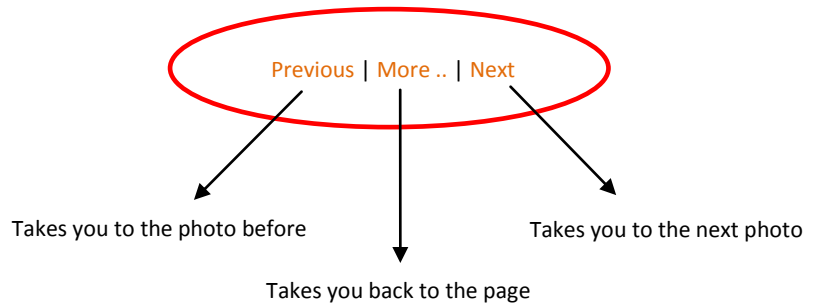 Previous | More .. | Next
Takes you to the photo before
Takes you to the next photo
Takes you back to the page